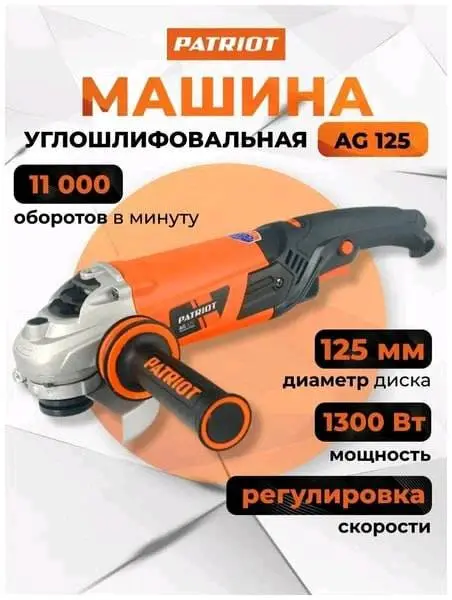 PATRIOT
МАШИНА
УГЛОШЛИФОВАЛЬНАЯ AG 125
11 000
оборотов в минуту
PATRIOT
PATRIOT
125 мм
диаметр диска
1300 Вт
мощность
регулировка
скорости